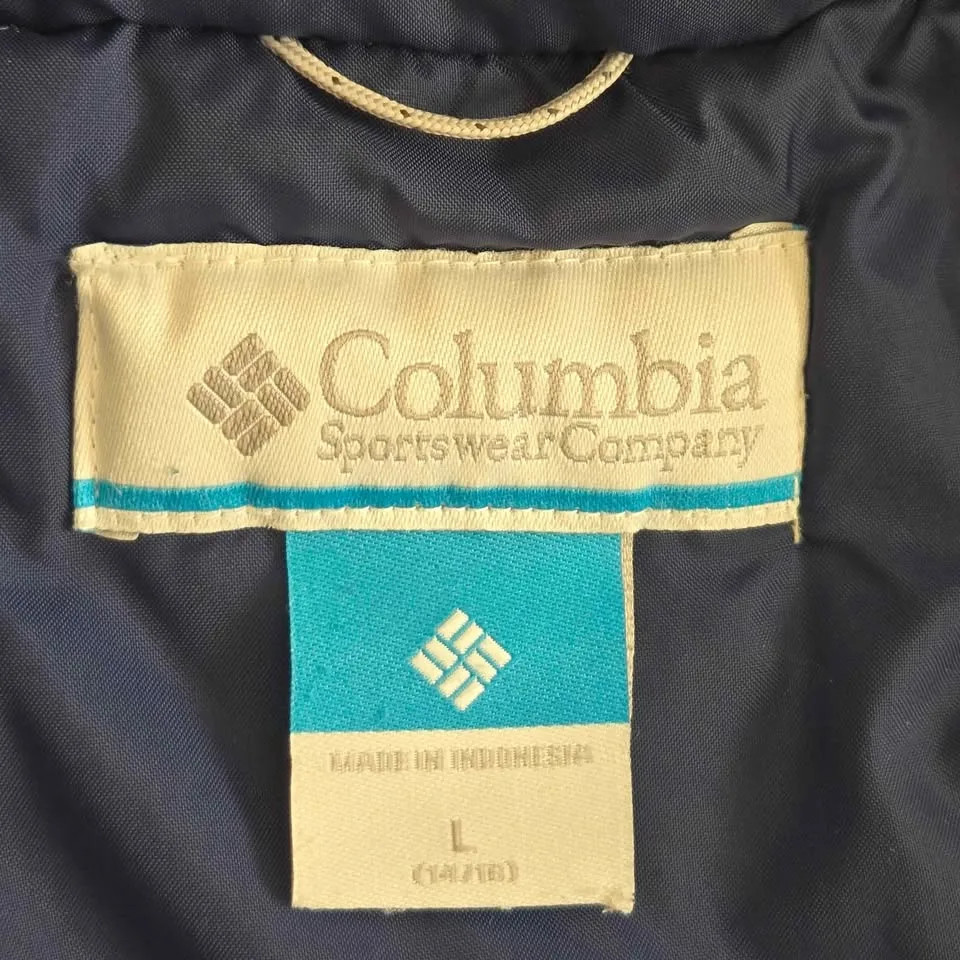 Columbia
Sportswear Company
MADE IN INDONESIA
L
(14/16)